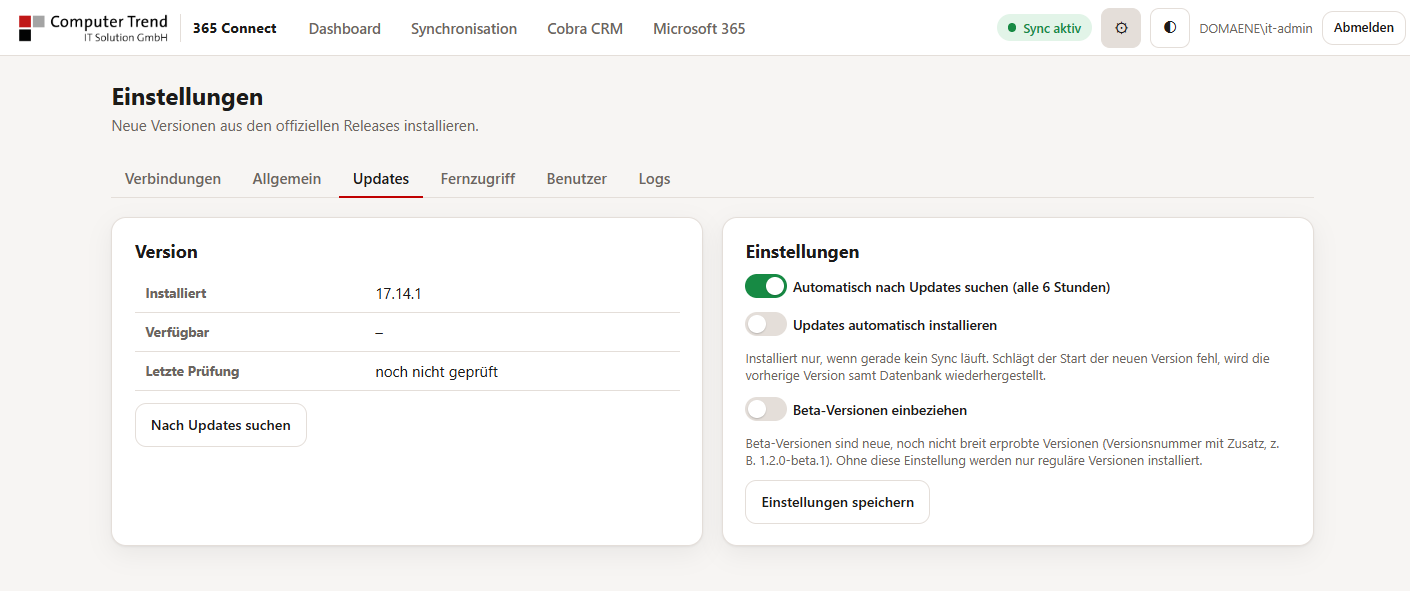 Computer Trend
IT Solution GmbH
365 Connect
Dashboard
Synchronisation
Cobra CRM
Microsoft 365
Sync aktiv
DOMAENE\it-admin
Abmelden
Einstellungen
Neue Versionen aus den offiziellen Releases installieren.
Verbindungen
Allgemein
Updates
Fernzugriff
Benutzer
Logs
Version
Installiert 17.14.1
Verfügbar –
Letzte Prüfung noch nicht geprüft
Nach Updates suchen
Einstellungen
Automatisch nach Updates suchen (alle 6 Stunden)
Updates automatisch installieren
Installiert nur, wenn gerade kein Sync läuft. Schlägt der Start der neuen Version fehl, wird die
vorherige Version samt Datenbank wiederhergestellt.
Beta-Versionen einbeziehen
Beta-Versionen sind neue, noch nicht breit erprobte Versionen (Versionsnummer mit Zusatz, z.
B. 1.2.0-beta.1). Ohne diese Einstellung werden nur reguläre Versionen installiert.
Einstellungen speichern